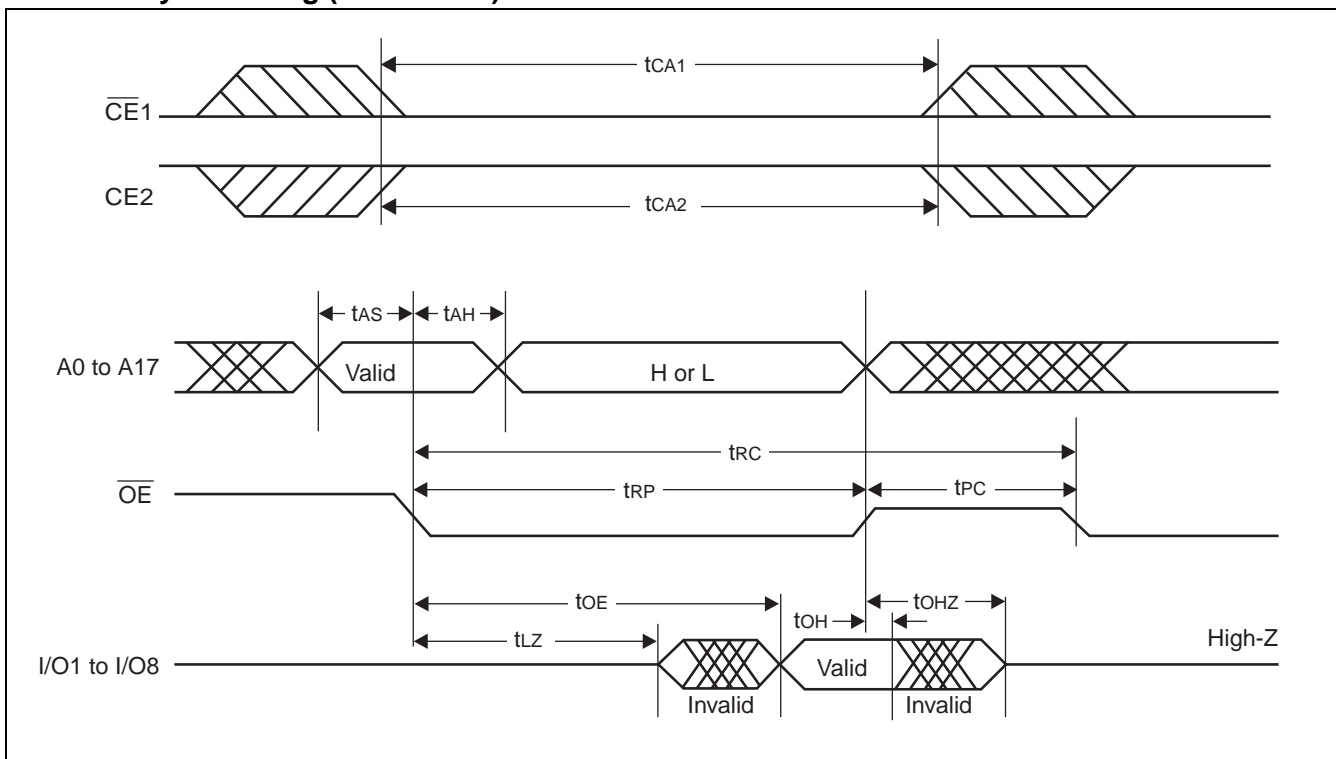 tCA1
CE1
CE2
tCA2
tAS
tAH
A0 to A17
Valid
H or L
tRC
OE
tRP
tPC
tOE
tOHZ
tOH
tLZ
High-Z
I/O1 to I/O8
Valid
Invalid
Invalid